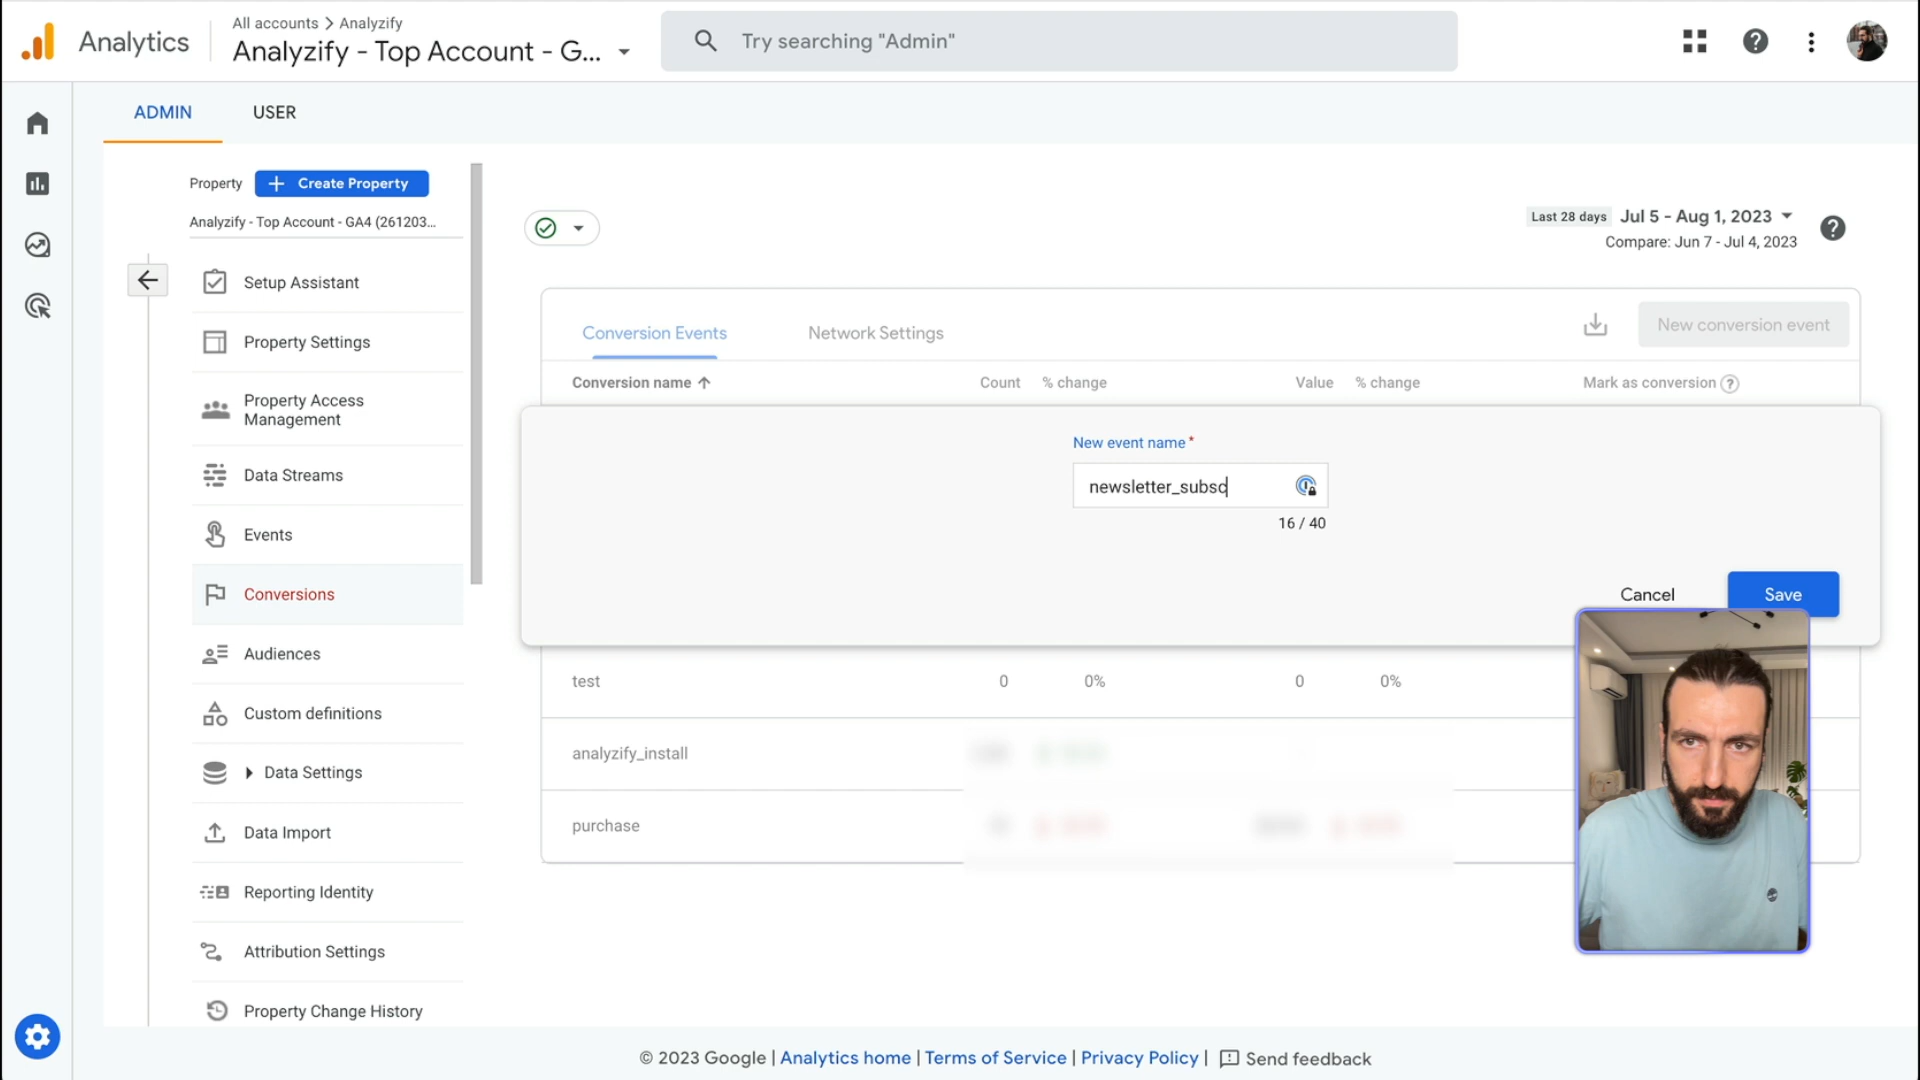 Analytics
All accounts > Analyzify
Analyzify - Top Account - G...
Try searching "Admin"
ADMIN
USER
Property
Create Property
Analyzify - Top Account - GA4 (261203...
Setup Assistant
Property Settings
Property Access
Management
Data Streams
Events
Conversions
Audiences
Custom definitions
Data Settings
Data Import
Reporting Identity
Attribution Settings
Property Change History
Last 28 days Jul 5 - Aug 1, 2023
Compare: Jun 7 - Jul 4, 2023
Conversion Events
Network Settings
New conversion event
Conversion name
Count
% change
Value
% change
Mark as conversion
New event name *
newsletter_subsc
16 / 40
Cancel
Save
test 0 0% 0 0%
analyzify_install
purchase
© 2023 Google | Analytics home | Terms of Service | Privacy Policy | Send feedback